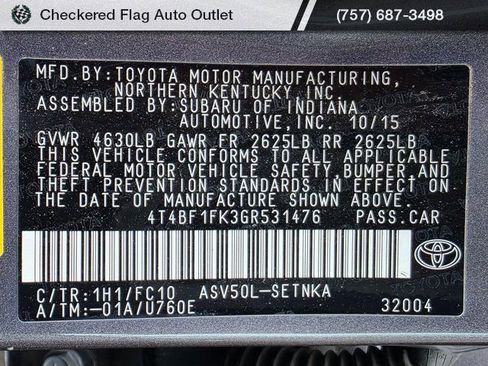 Checkered Flag Auto Outlet (757) 687-3498
MFD.BY:TOYOTA MOTOR MANUFACTURING,
NORTHERN KENTUCKY,INC.
ASSEMBLED BY:SUBARU OF INDIANA
AUTOMOTIVE,INC. 10/15
GVWR 4630LB GAWR FR 2625LB RR 2625LB
THIS VEHICLE CONFORMS TO ALL APPLICABLE
FEDERAL MOTOR VEHICLE SAFETY,BUMPER,AND
THEFT PREVENTION STANDARDS IN EFFECT ON
THE DATE OF MANUFACTURE SHOWN ABOVE.
4T4BF1FK3GR531476 PASS.CAR
C/TR:1H1/FC10 ASV50L-SETNKA
A/TM:-01A/U760E 32004
TOYOTA